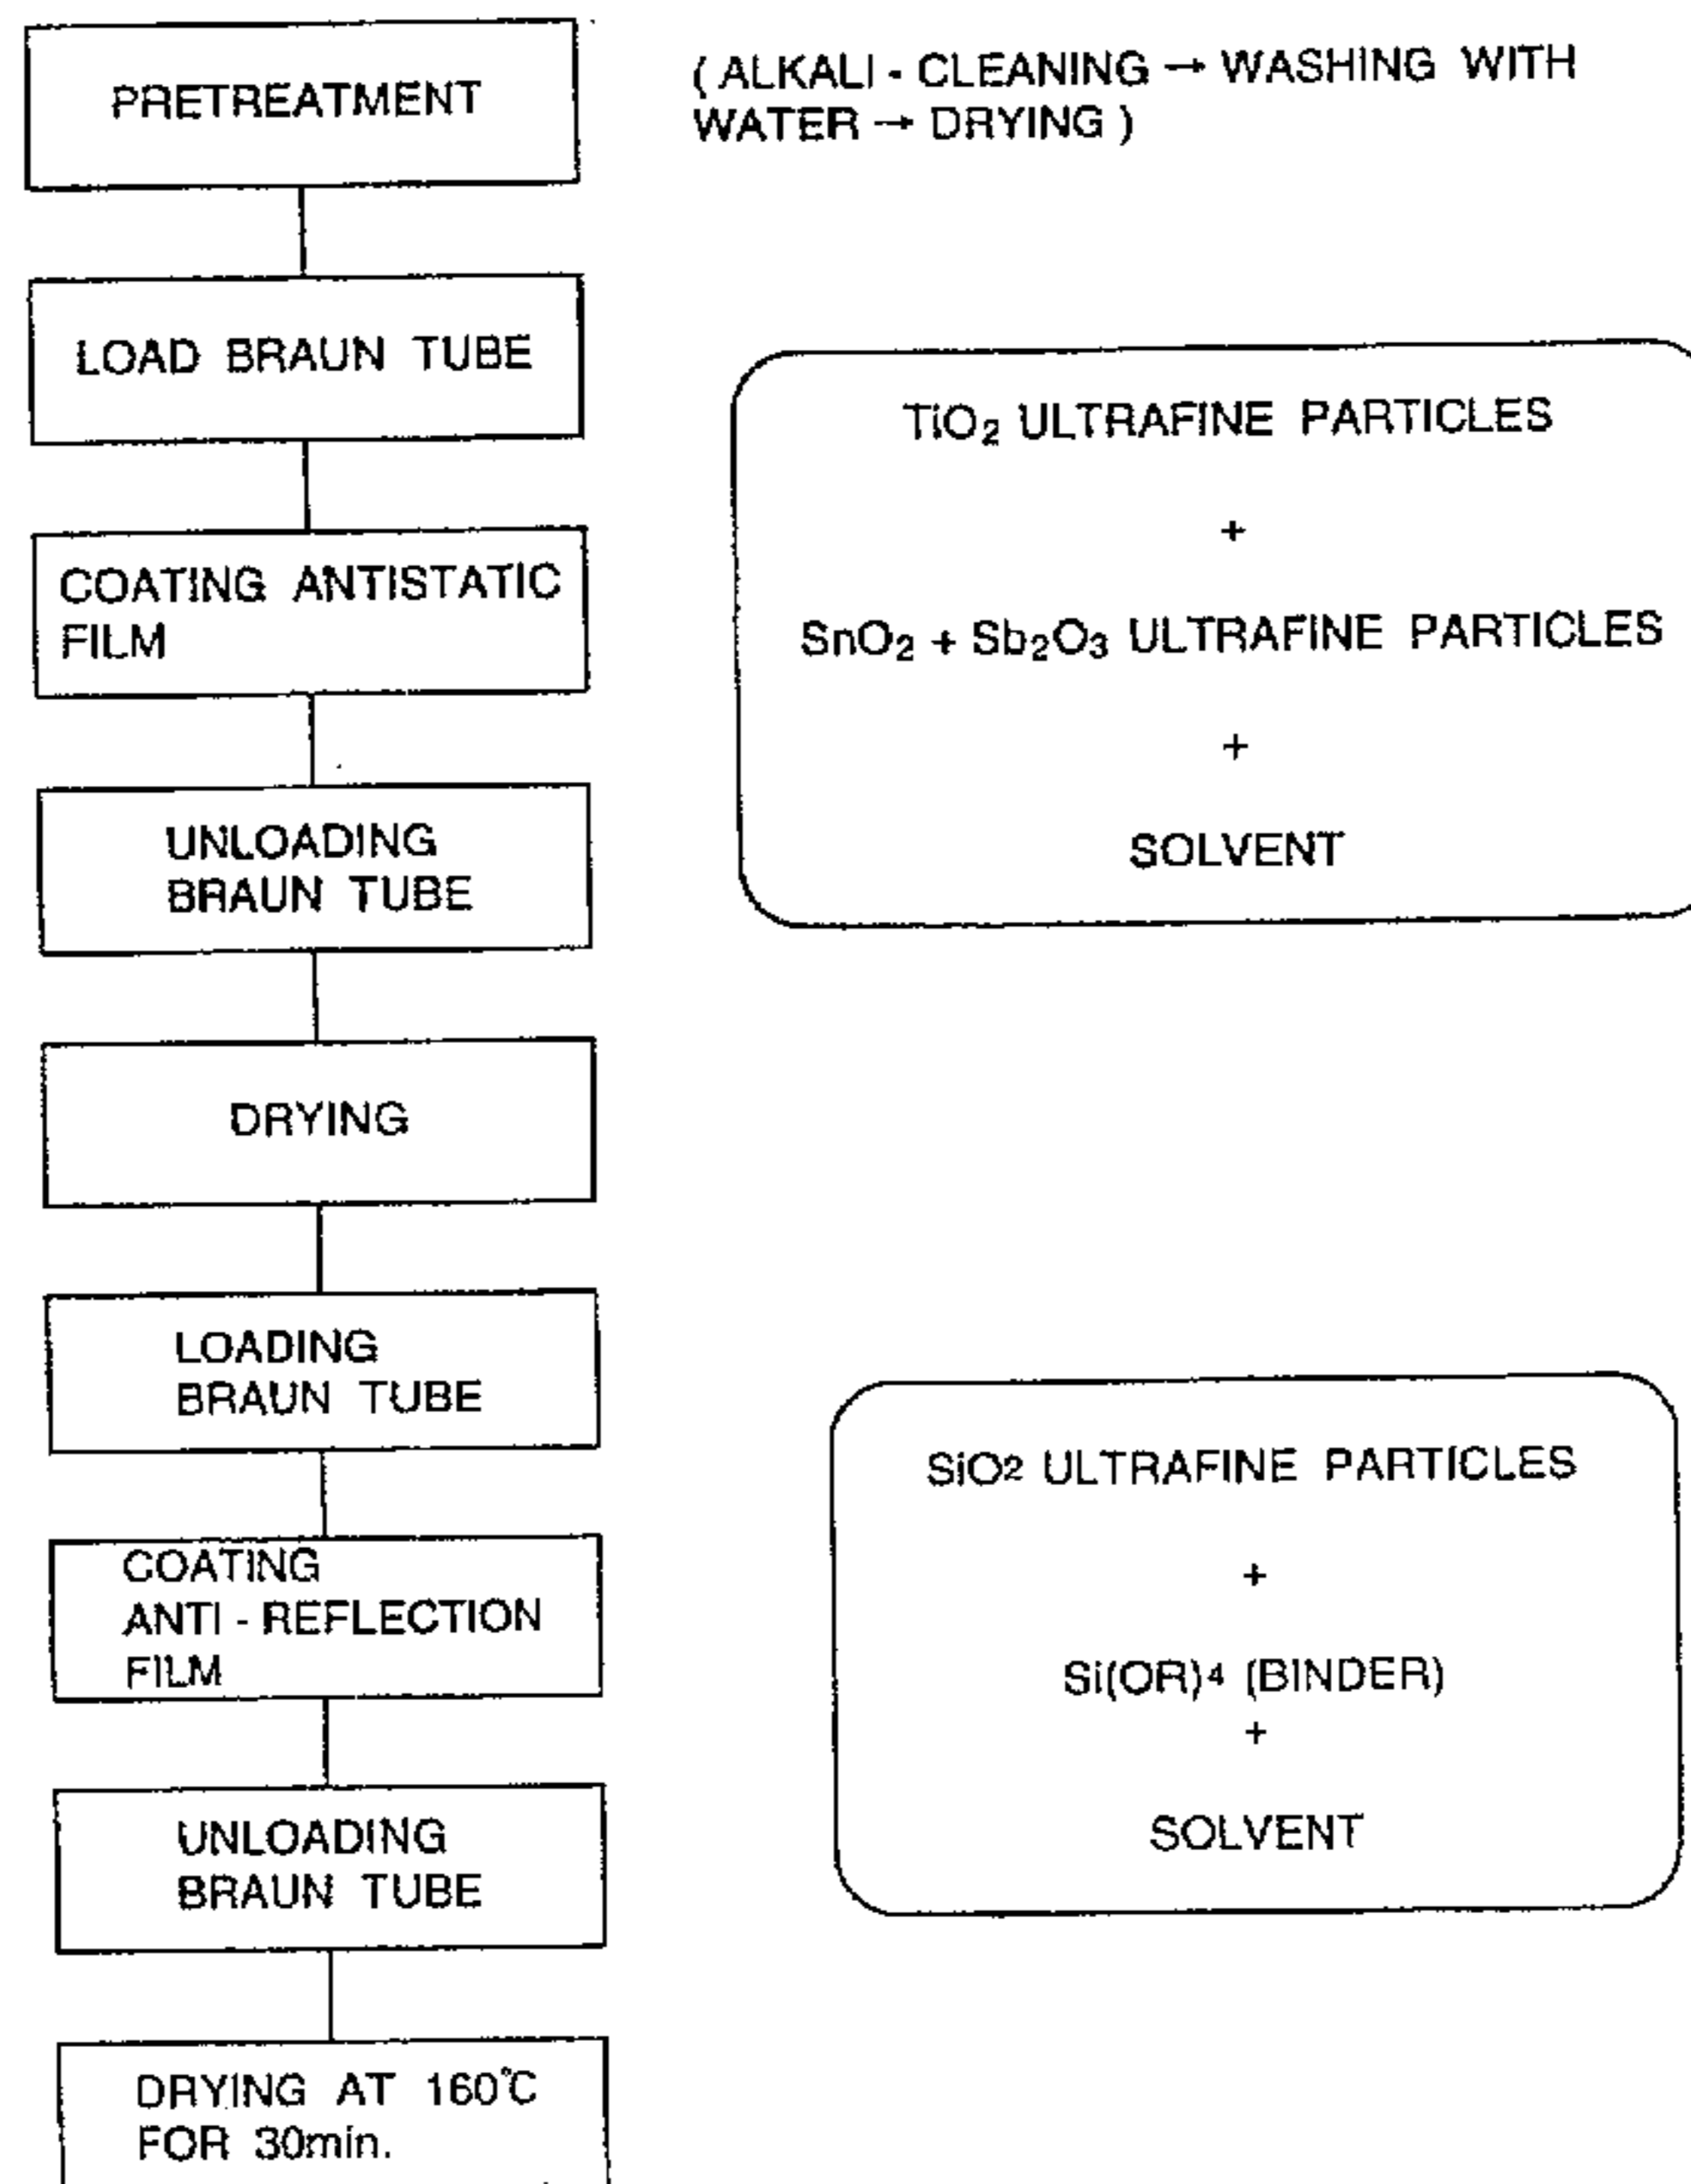 PRETREATMENT
( ALKALI - CLEANING → WASHING WITH
WATER → DRYING )
LOAD BRAUN TUBE
COATING ANTISTATIC
FILM
TiO₂ ULTRAFINE PARTICLES
+
SnO₂ + Sb₂O₃ ULTRAFINE PARTICLES
+
SOLVENT
UNLOADING
BRAUN TUBE
DRYING
LOADING
BRAUN TUBE
COATING
ANTI - REFLECTION
FILM
SiO2 ULTRAFINE PARTICLES
+
Si(OR)4 (BINDER)
+
SOLVENT
UNLOADING
BRAUN TUBE
DRYING AT 160°C
FOR 30min.